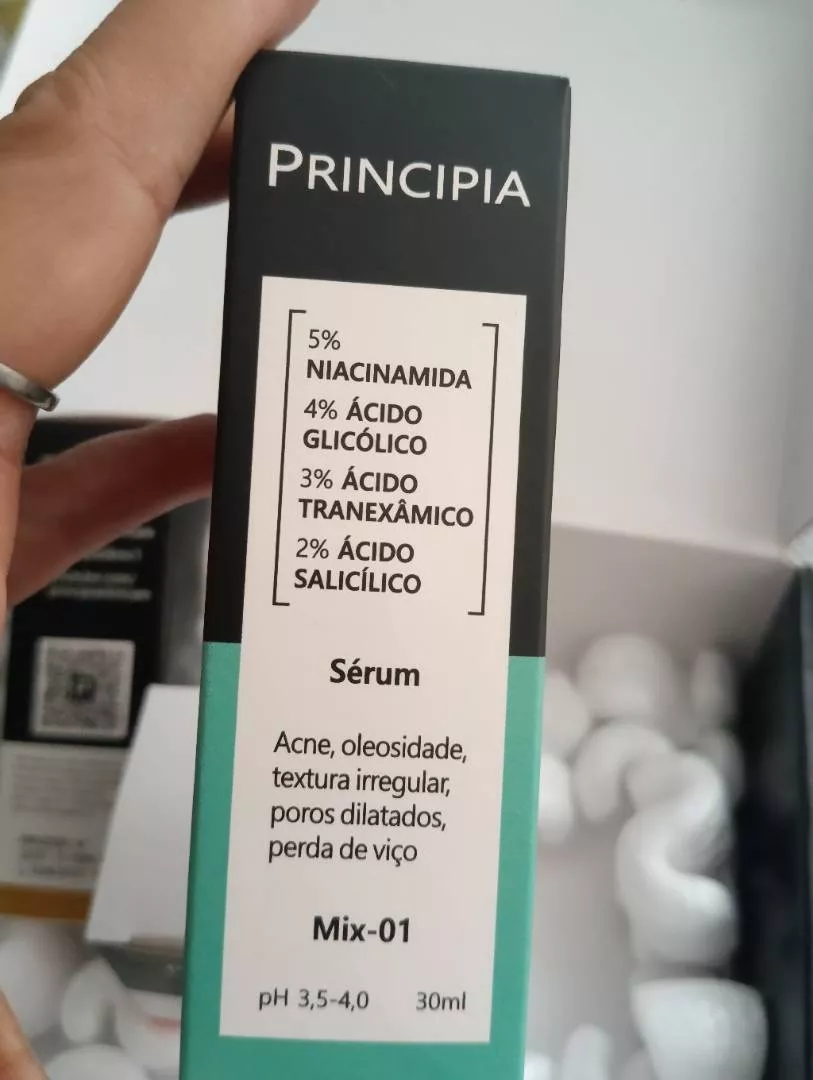 PRINCIPIA
5%
NIACINAMIDA
4% ÁCIDO
GLICÓLICO
3% ÁCIDO
TRANEXÂMICO
2% ÁCIDO
SALICÍLICO
Sérum
Acne, oleosidade,
textura irregular,
poros dilatados,
perda de viço
Mix-01
pH 3,5-4,0 30ml